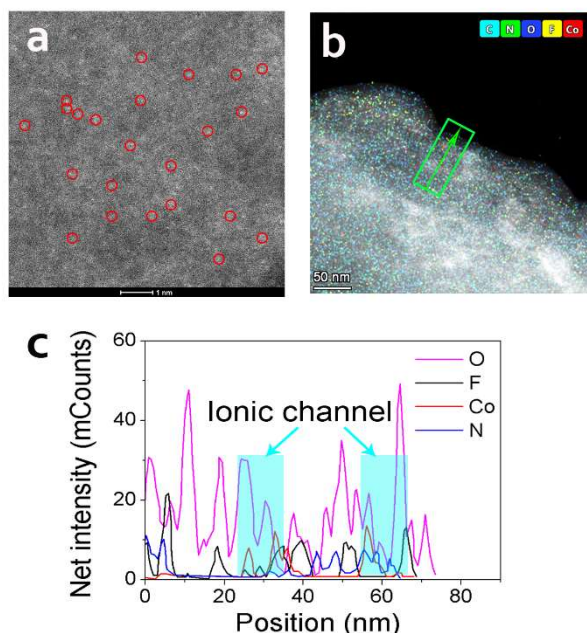 a
1 nm
b
C N O F Co
50 nm
c
Net intensity (mCounts)
60
40
20
0
Ionic channel
O
F
Co
N
0 20 40 60 80
Position (nm)